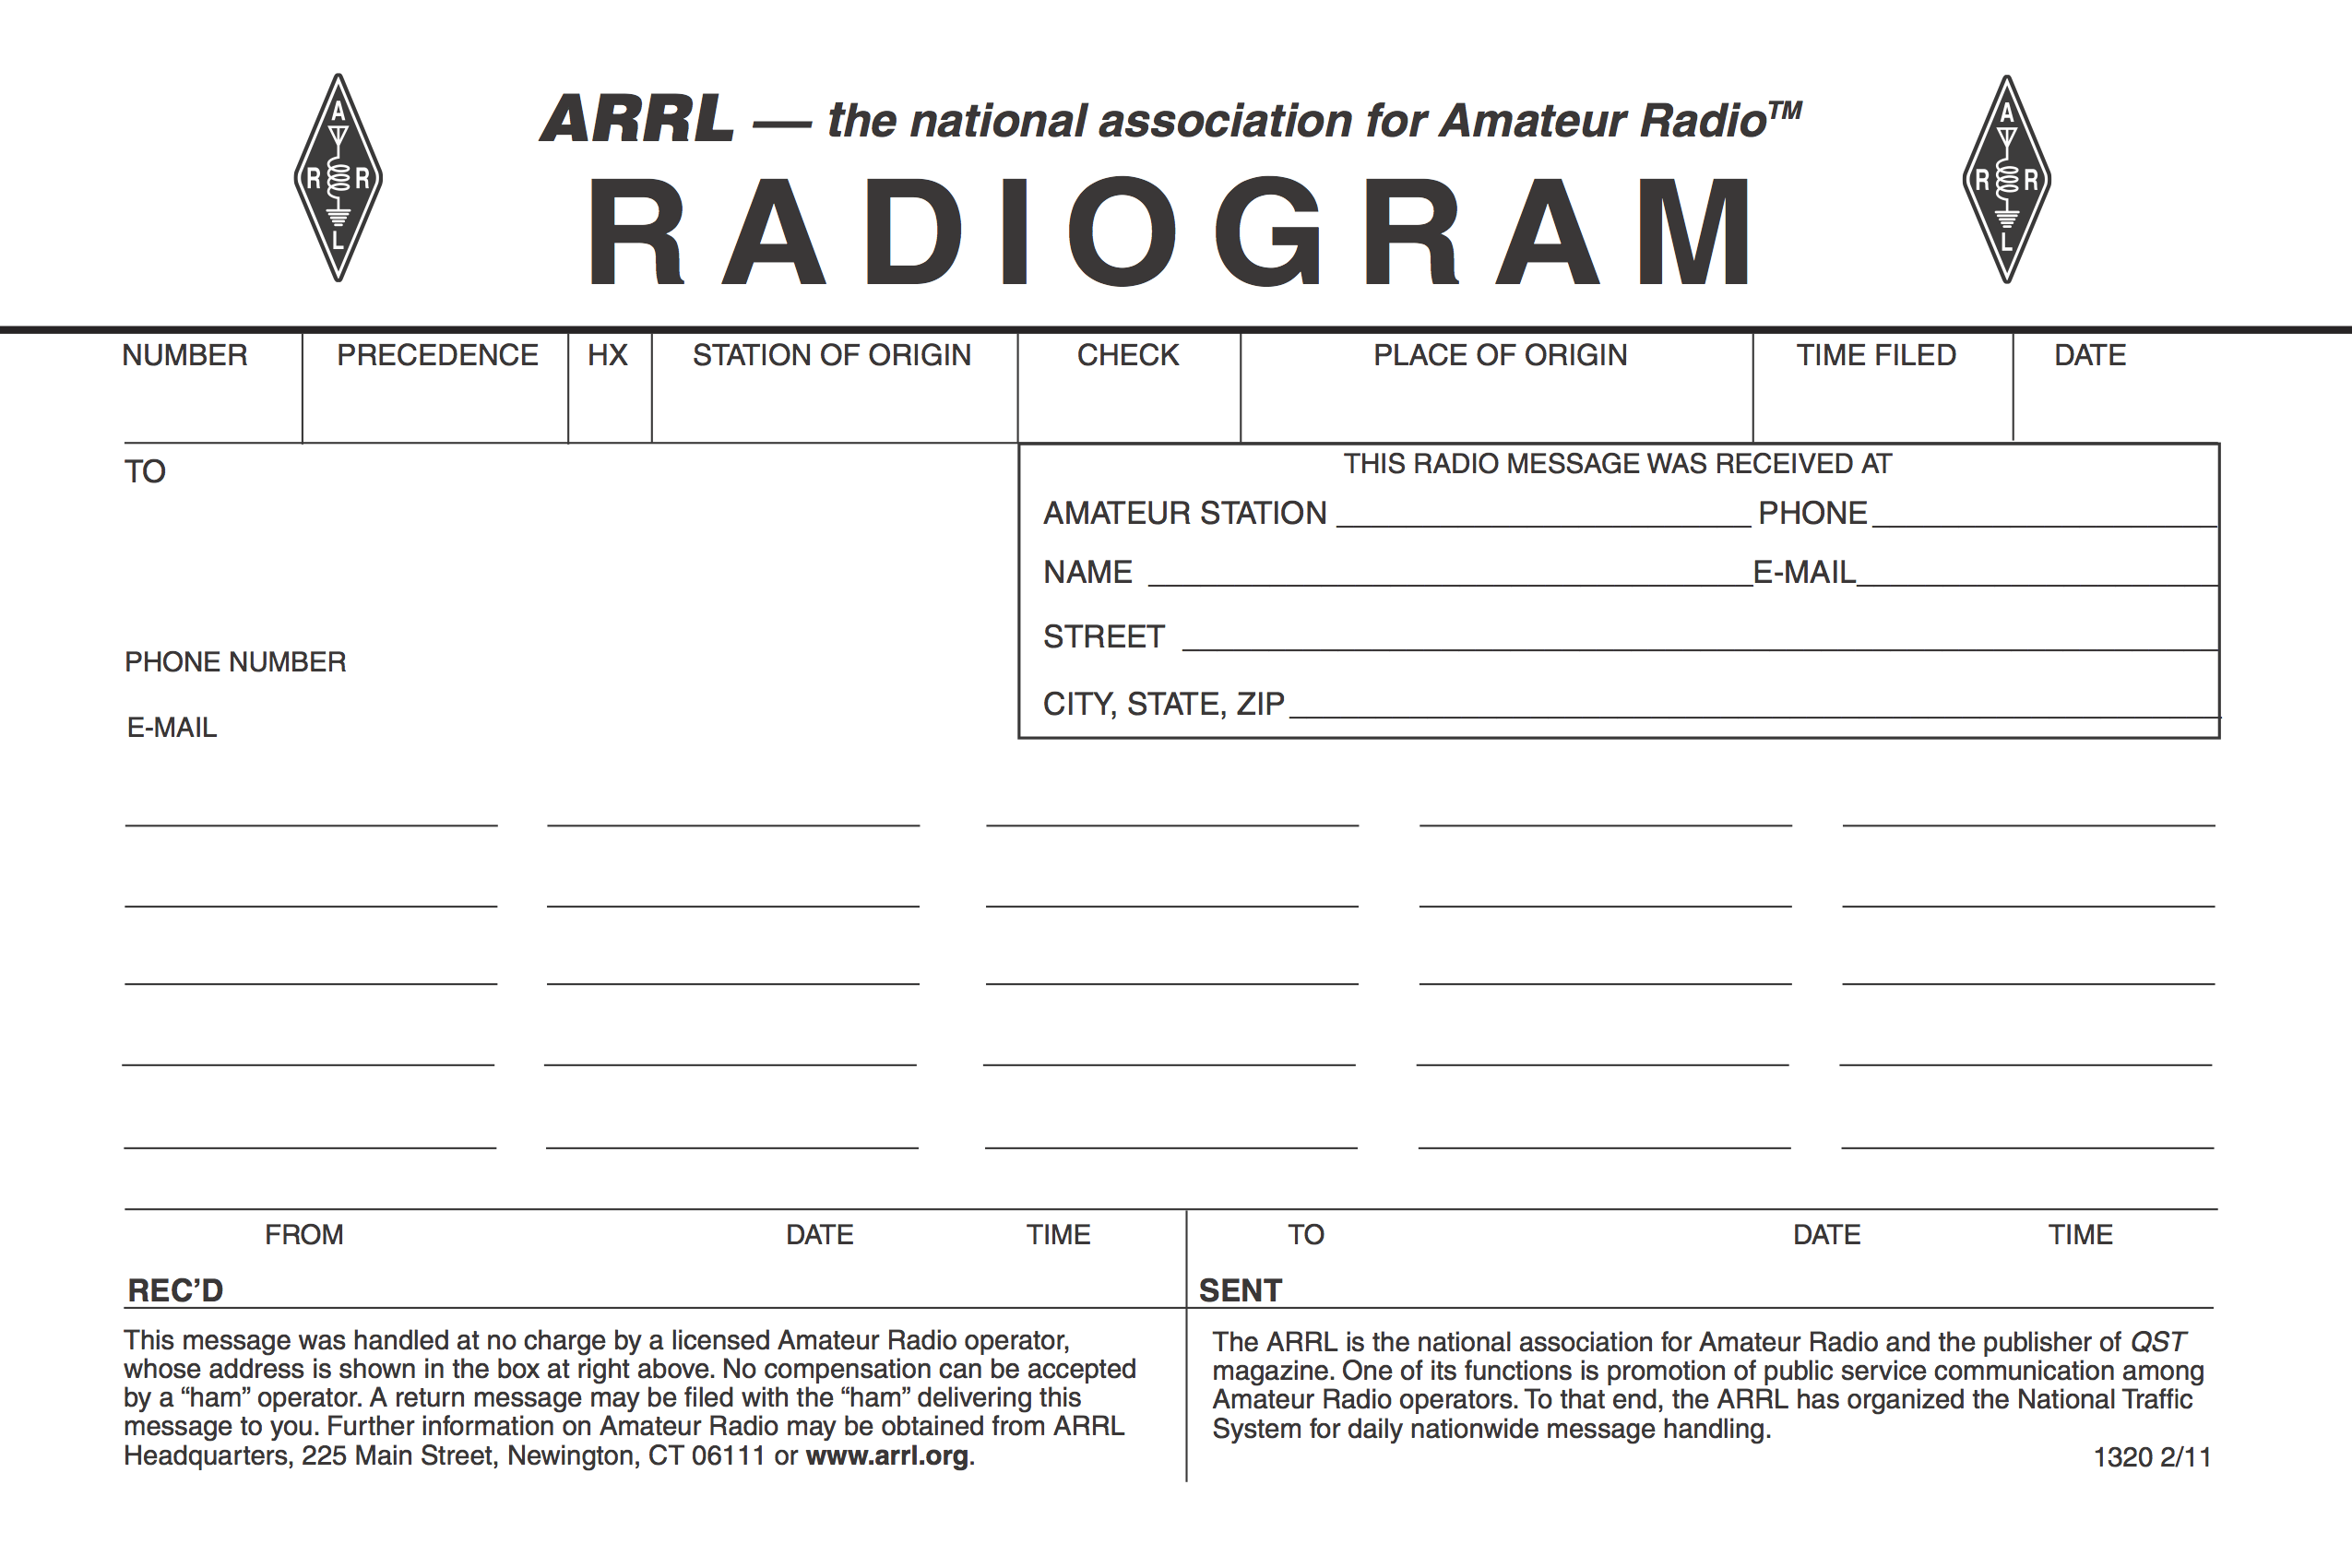 A
R R
L
ARRL — the national association for Amateur Radio™
RADIOGRAM
A
R R
L
NUMBER PRECEDENCE HX STATION OF ORIGIN CHECK PLACE OF ORIGIN TIME FILED DATE
TO
PHONE NUMBER
E-MAIL
THIS RADIO MESSAGE WAS RECEIVED AT
AMATEUR STATION PHONE
NAME E-MAIL
STREET
CITY, STATE, ZIP
FROM DATE TIME
REC’D
TO DATE TIME
SENT
This message was handled at no charge by a licensed Amateur Radio operator,
whose address is shown in the box at right above. No compensation can be accepted
by a “ham” operator. A return message may be filed with the “ham” delivering this
message to you. Further information on Amateur Radio may be obtained from ARRL
Headquarters, 225 Main Street, Newington, CT 06111 or www.arrl.org.
The ARRL is the national association for Amateur Radio and the publisher of QST
magazine. One of its functions is promotion of public service communication among
Amateur Radio operators. To that end, the ARRL has organized the National Traffic
System for daily nationwide message handling.
1320 2/11